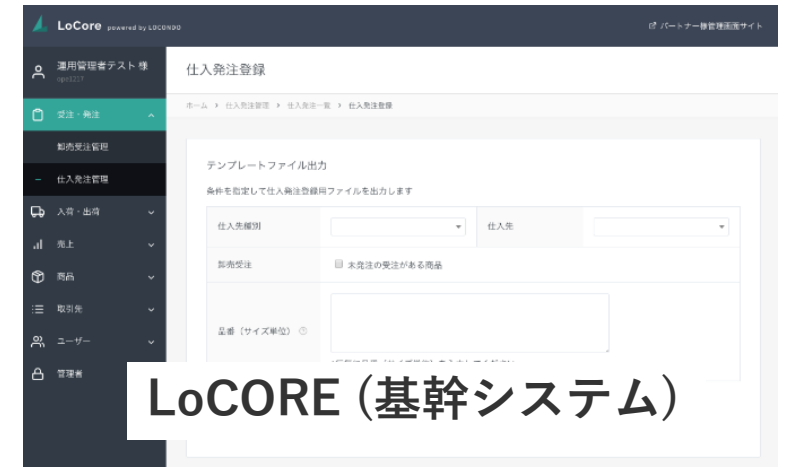 LoCore powered by LOCONDO
パートナー様管理画面サイト
運用管理者テスト 様
ope1217
受注・発注
卸売受注管理
仕入発注管理
入荷・出荷
売上
商品
取引先
ユーザー
管理者
仕入発注登録
ホーム > 仕入発注管理 > 仕入発注一覧 > 仕入発注登録
テンプレートファイル出力
条件を指定して仕入発注登録用ファイルを出力します
仕入先種別
仕入先
卸売受注
未発注の受注がある商品
品番（サイズ単位）
LoCORE (基幹システム)